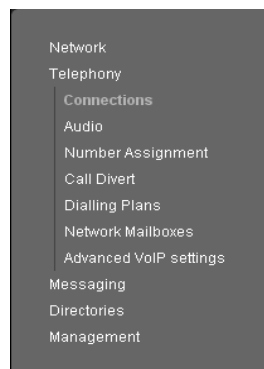 Network
Telephony
Connections
Audio
Number Assignment
Call Divert
Dialling Plans
Network Mailboxes
Advanced VoIP settings
Messaging
Directories
Management